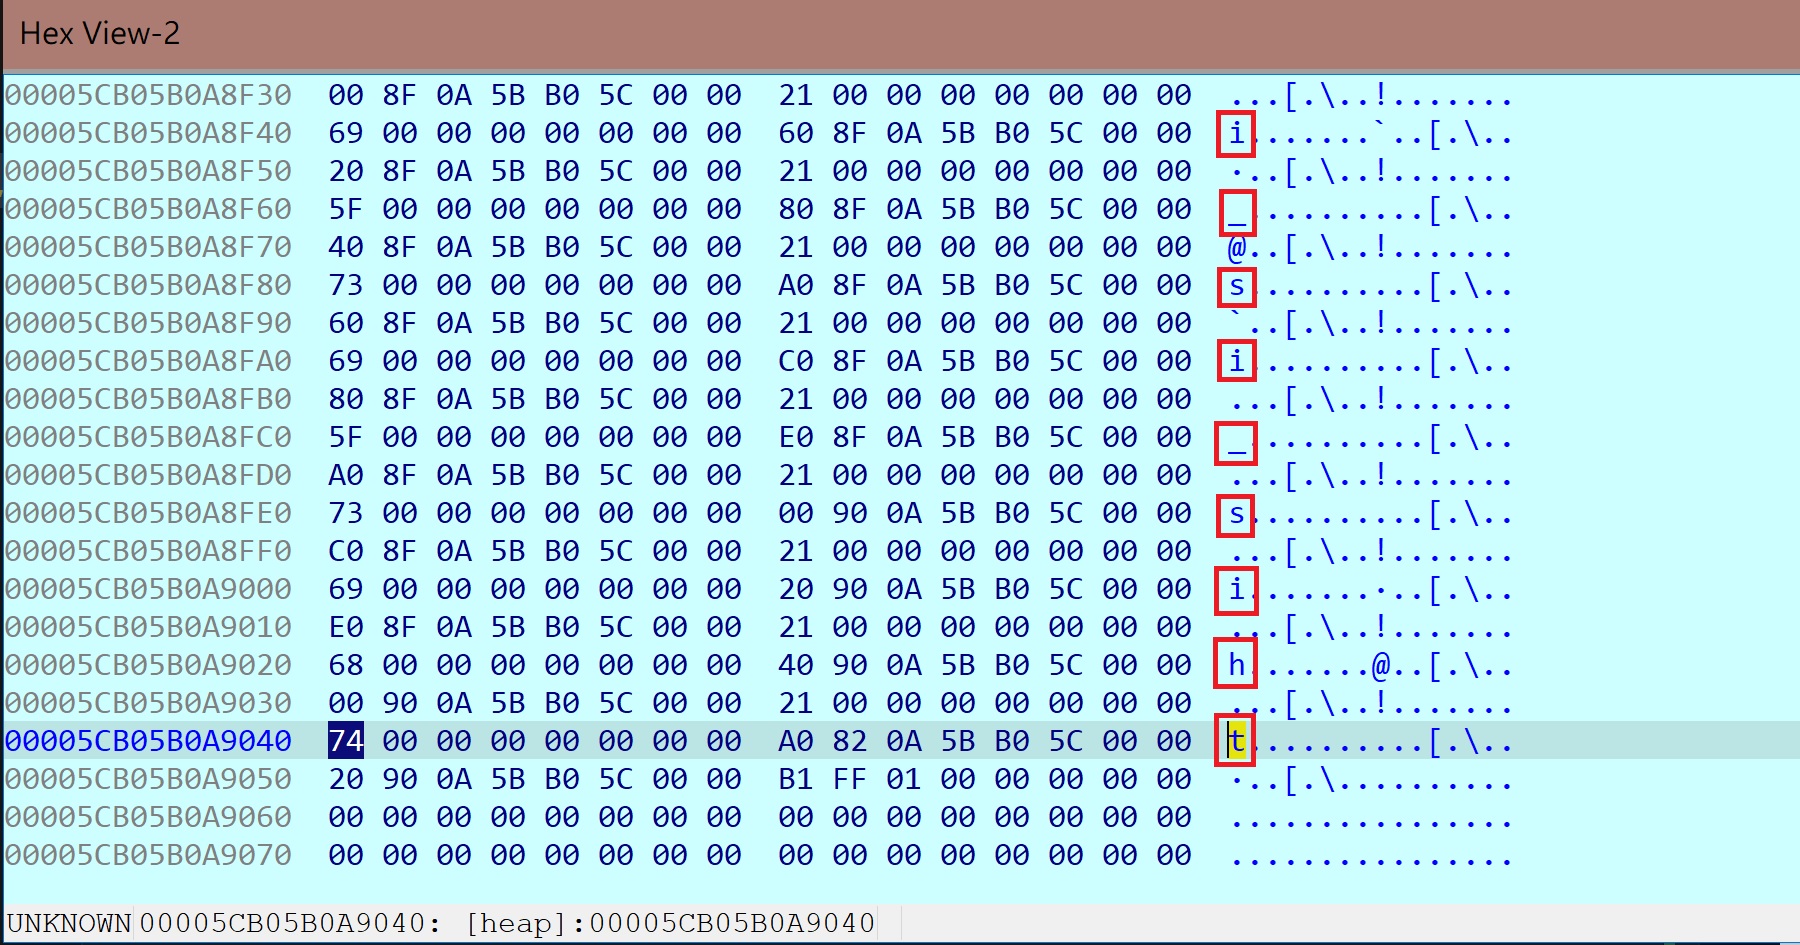 Hex View-2
00005CB05B0A8F30 00 8F 0A 5B B0 5C 00 00 21 00 00 00 00 00 00 00 ...[.\..!.......
00005CB05B0A8F40 69 00 00 00 00 00 00 00 60 8F 0A 5B B0 5C 00 00 i.......`..[.\..
00005CB05B0A8F50 20 8F 0A 5B B0 5C 00 00 21 00 00 00 00 00 00 00 ·..[.\..!.......
00005CB05B0A8F60 5F 00 00 00 00 00 00 00 80 8F 0A 5B B0 5C 00 00 _..........[.\..
00005CB05B0A8F70 40 8F 0A 5B B0 5C 00 00 21 00 00 00 00 00 00 00 @..[.\..!.......
00005CB05B0A8F80 73 00 00 00 00 00 00 00 A0 8F 0A 5B B0 5C 00 00 s..........[.\..
00005CB05B0A8F90 60 8F 0A 5B B0 5C 00 00 21 00 00 00 00 00 00 00 `..[.\..!.......
00005CB05B0A8FA0 69 00 00 00 00 00 00 00 C0 8F 0A 5B B0 5C 00 00 i..........[.\..
00005CB05B0A8FB0 80 8F 0A 5B B0 5C 00 00 21 00 00 00 00 00 00 00 ...[.\..!.......
00005CB05B0A8FC0 5F 00 00 00 00 00 00 00 E0 8F 0A 5B B0 5C 00 00 _..........[.\..
00005CB05B0A8FD0 A0 8F 0A 5B B0 5C 00 00 21 00 00 00 00 00 00 00 ...[.\..!.......
00005CB05B0A8FE0 73 00 00 00 00 00 00 00 00 90 0A 5B B0 5C 00 00 s..........[.\..
00005CB05B0A8FF0 C0 8F 0A 5B B0 5C 00 00 21 00 00 00 00 00 00 00 ...[.\..!.......
00005CB05B0A9000 69 00 00 00 00 00 00 00 20 90 0A 5B B0 5C 00 00 i.......·..[.\..
00005CB05B0A9010 E0 8F 0A 5B B0 5C 00 00 21 00 00 00 00 00 00 00 ...[.\..!.......
00005CB05B0A9020 68 00 00 00 00 00 00 00 40 90 0A 5B B0 5C 00 00 h.......@..[.\..
00005CB05B0A9030 00 90 0A 5B B0 5C 00 00 21 00 00 00 00 00 00 00 ...[.\..!.......
00005CB05B0A9040 74 00 00 00 00 00 00 00 A0 82 0A 5B B0 5C 00 00 t..........[.\..
00005CB05B0A9050 20 90 0A 5B B0 5C 00 00 B1 FF 01 00 00 00 00 00 ·..[.\..........
00005CB05B0A9060 00 00 00 00 00 00 00 00 00 00 00 00 00 00 00 00 ................
00005CB05B0A9070 00 00 00 00 00 00 00 00 00 00 00 00 00 00 00 00 ................
UNKNOWN 00005CB05B0A9040: [heap]:00005CB05B0A9040